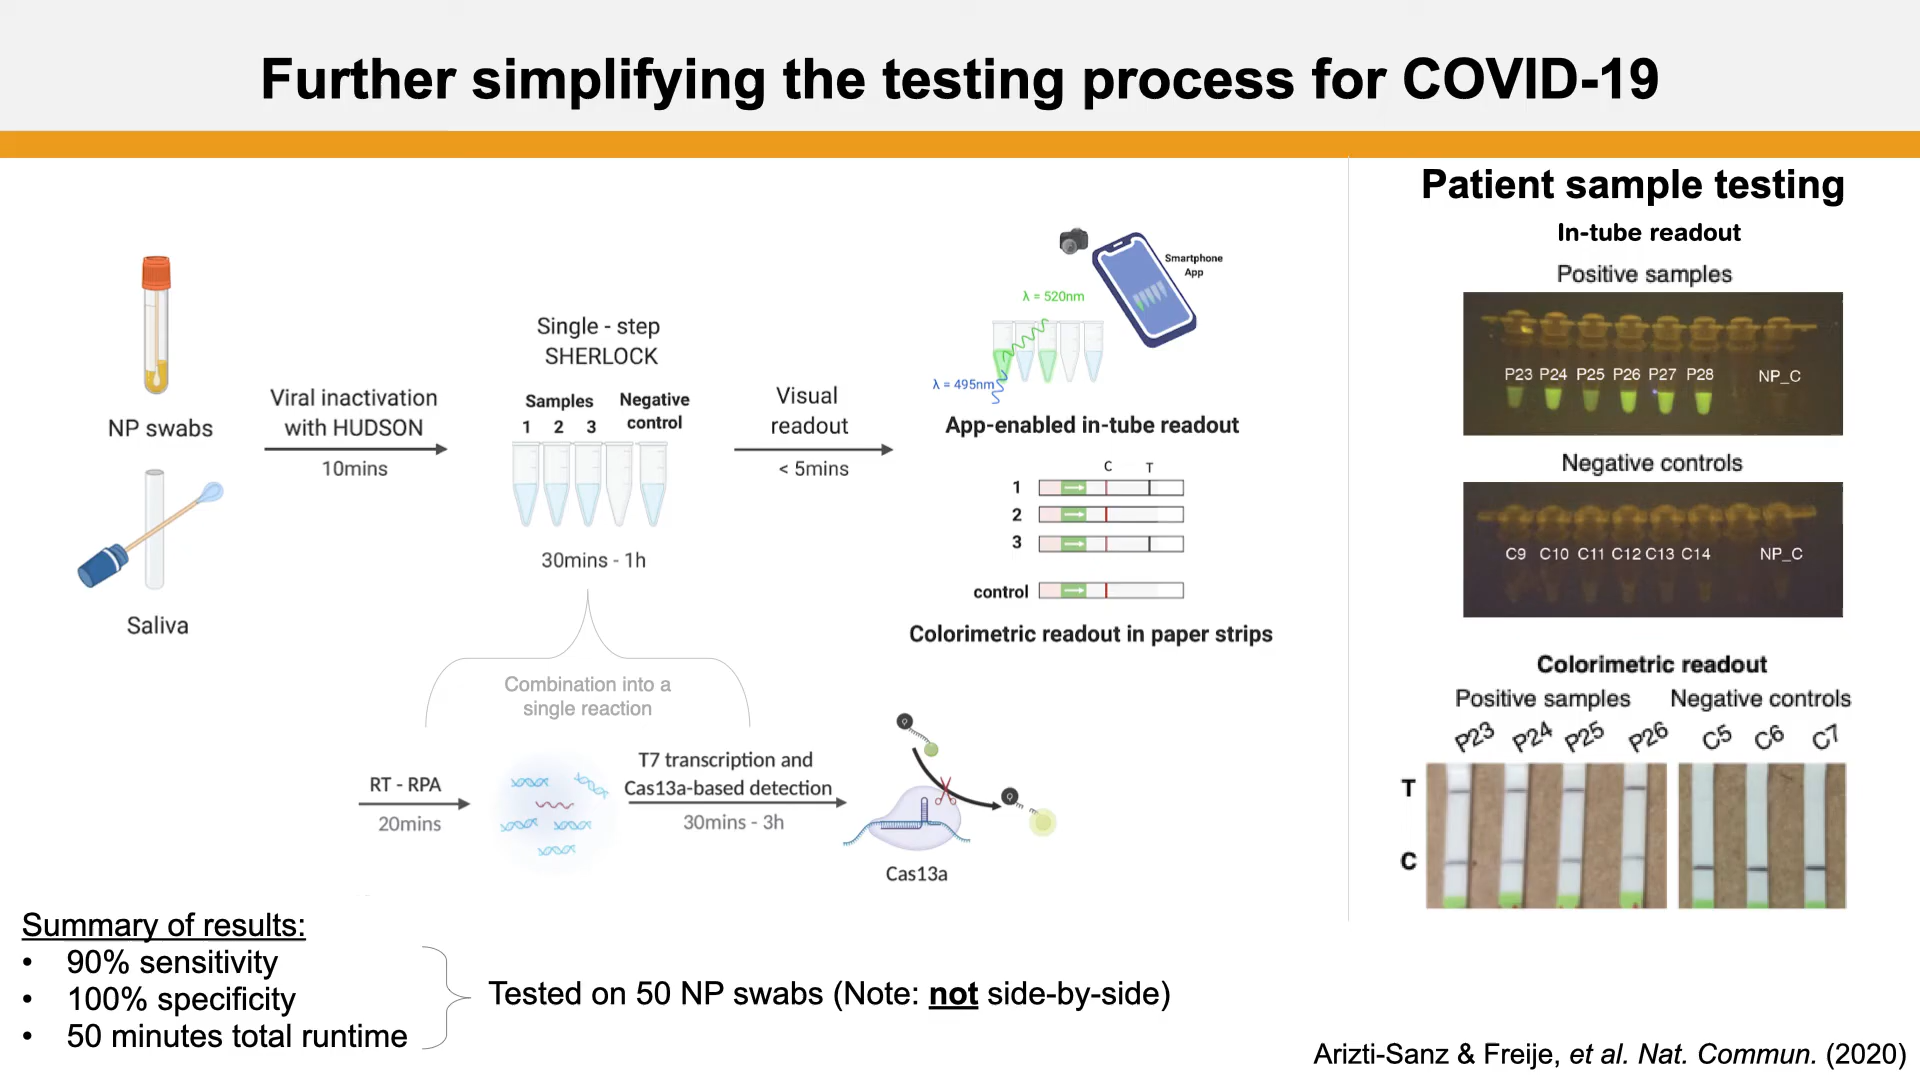 Further simplifying the testing process for COVID-19
NP swabs
Saliva
Viral inactivation
with HUDSON
10mins
Single - step
SHERLOCK
Samples
1 2 3
Negative
control
30mins - 1h
Visual
readout
< 5mins
λ = 520nm
λ = 495nm
Smartphone
App
App-enabled in-tube readout
C T
1
2
3
control
Colorimetric readout in paper strips
Combination into a
single reaction
RT - RPA
20mins
T7 transcription and
Cas13a-based detection
30mins - 3h
Q
Q
Cas13a
Patient sample testing
In-tube readout
Positive samples
P23 P24 P25 P26 P27 P28 NP_C
Negative controls
C9 C10 C11 C12 C13 C14 NP_C
Colorimetric readout
Positive samples Negative controls
P23 P24 P25 P26 C5 C6 C7
T
C
Summary of results:
• 90% sensitivity
• 100% specificity
• 50 minutes total runtime
Tested on 50 NP swabs (Note: not side-by-side)
Arizti-Sanz & Freije, et al. Nat. Commun. (2020)